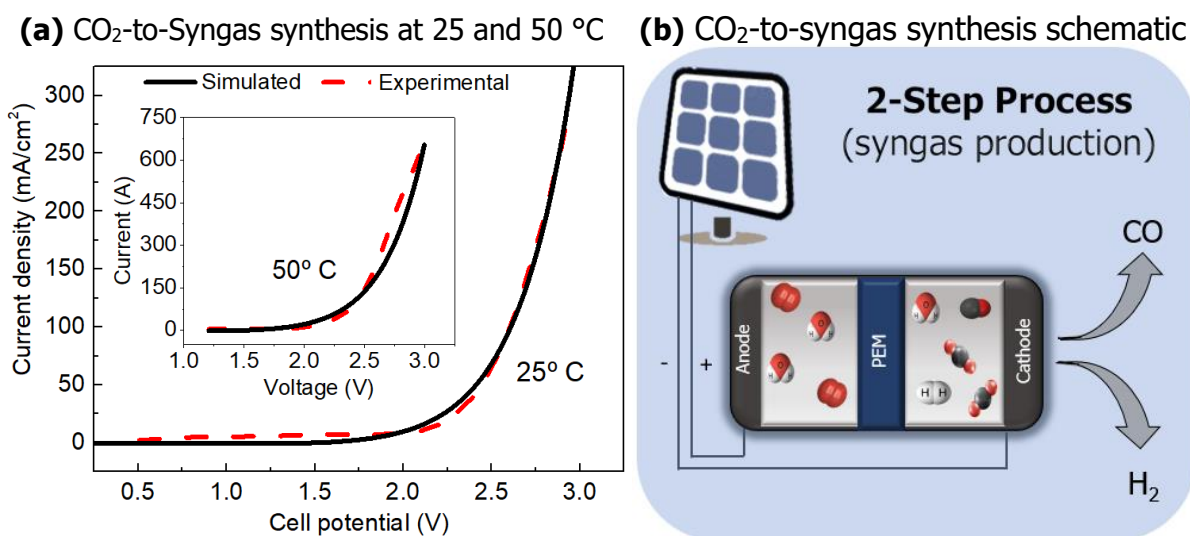 (a) CO₂-to-Syngas synthesis at 25 and 50 °C
Simulated
Experimental
Current density (mA/cm²)
300
250
200
150
100
50
0
0.5
1.0
1.5
2.0
2.5
3.0
Cell potential (V)
25º C
Current (A)
750
600
450
300
150
0
1.0
1.5
2.0
2.5
3.0
Voltage (V)
50º C
(b) CO₂-to-syngas synthesis schematic
2-Step Process
(syngas production)
CO
- +
Anode
PEM
Cathode
O
H H
O
H H
O
H H
H H
H₂